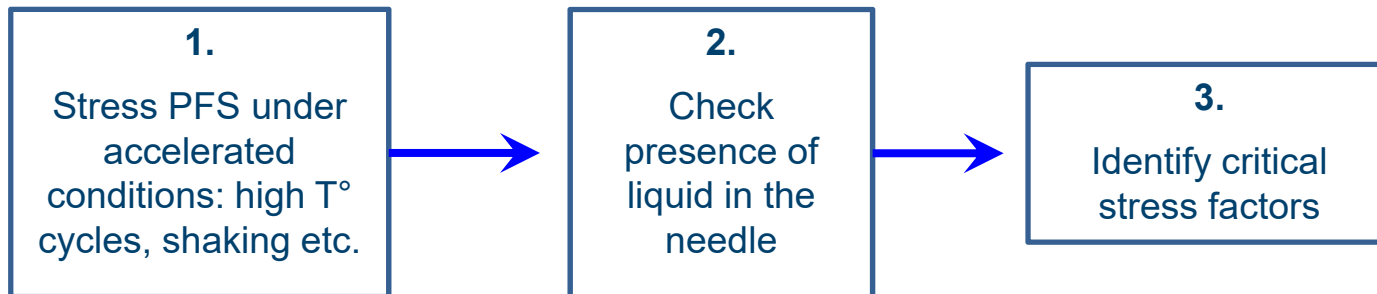 1.
Stress PFS under
accelerated
conditions: high T°
cycles, shaking etc.
2.
Check
presence of
liquid in the
needle
3.
Identify critical
stress factors